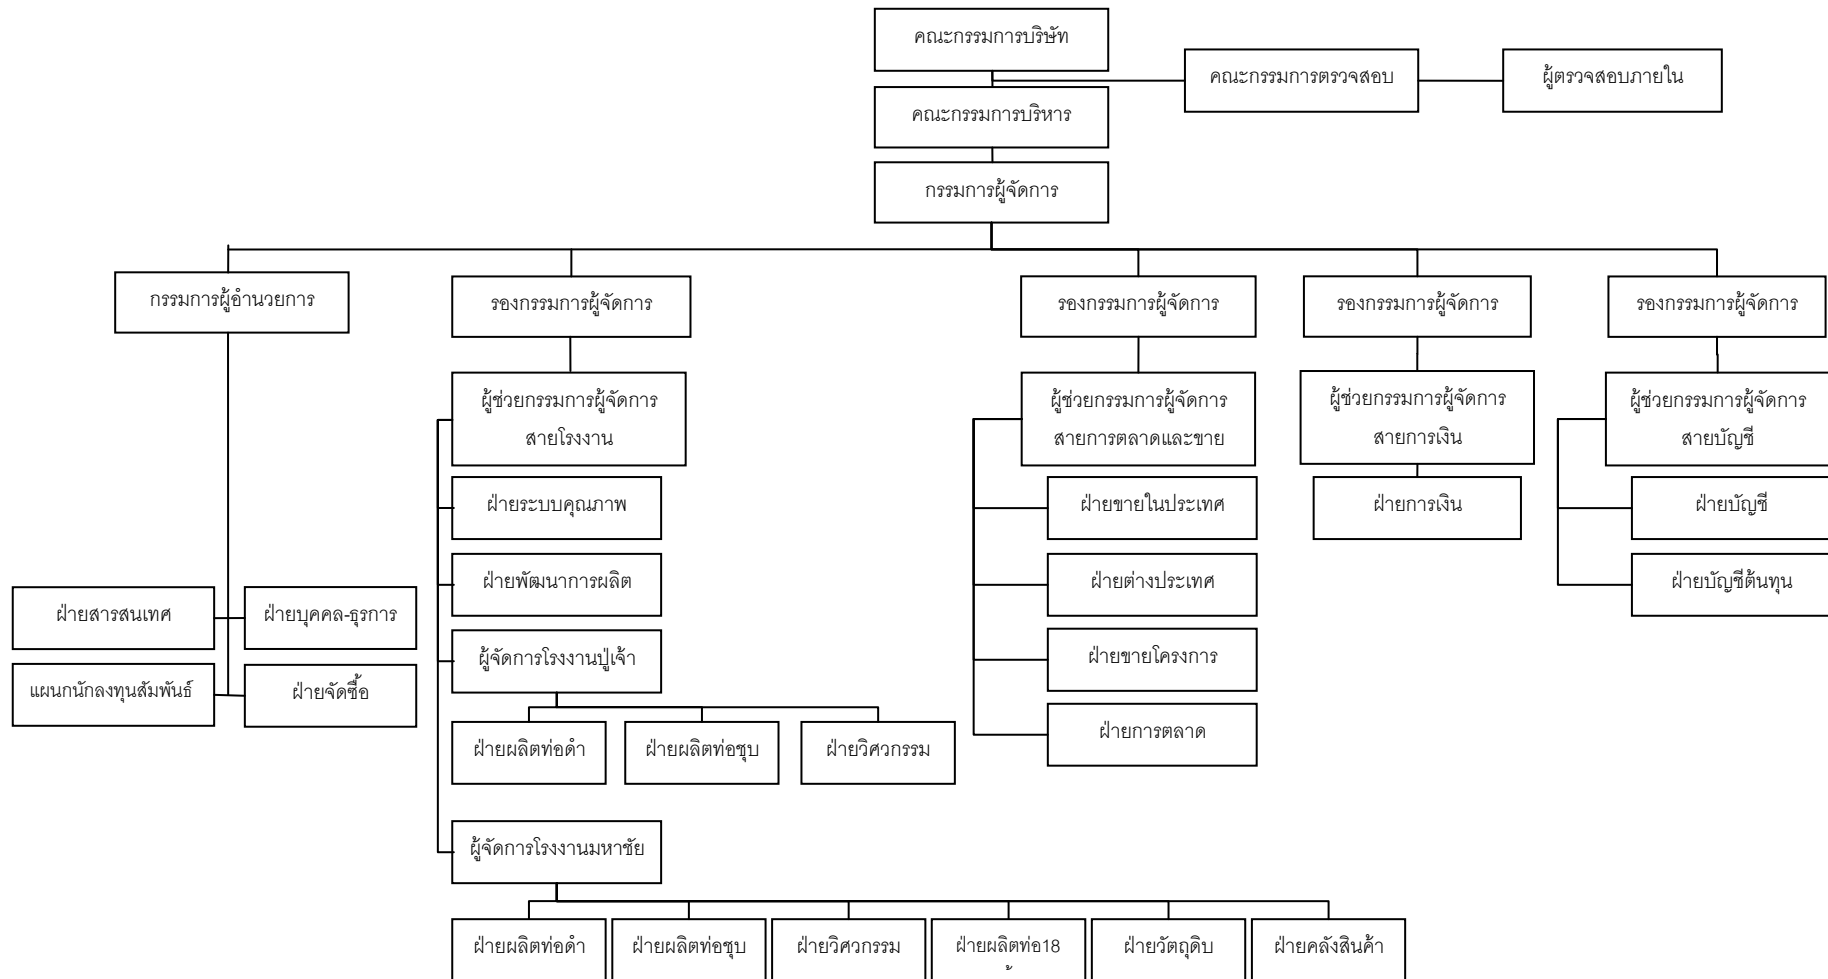 คณะกรรมการบริษัท
คณะกรรมการตรวจสอบ
ผู้ตรวจสอบภายใน
คณะกรรมการบริหาร
กรรมการผู้จัดการ
กรรมการผู้อำนวยการ
รองกรรมการผู้จัดการ
รองกรรมการผู้จัดการ
รองกรรมการผู้จัดการ
รองกรรมการผู้จัดการ
ผู้ช่วยกรรมการผู้จัดการ
สายโรงงาน
ผู้ช่วยกรรมการผู้จัดการ
สายการตลาดและขาย
ผู้ช่วยกรรมการผู้จัดการ
สายการเงิน
ผู้ช่วยกรรมการผู้จัดการ
สายบัญชี
ฝ่ายระบบคุณภาพ
ฝ่ายขายในประเทศ
ฝ่ายการเงิน
ฝ่ายบัญชี
ฝ่ายพัฒนาการผลิต
ฝ่ายต่างประเทศ
ฝ่ายบัญชีต้นทุน
ฝ่ายสารสนเทศ
ฝ่ายบุคคล-ธุรการ
ผู้จัดการโรงงานปู่เจ้า
ฝ่ายขายโครงการ
แผนกนักลงทุนสัมพันธ์
ฝ่ายจัดซื้อ
ฝ่ายผลิตท่อดำ
ฝ่ายผลิตท่อชุบ
ฝ่ายวิศวกรรม
ฝ่ายการตลาด
ผู้จัดการโรงงานมหาชัย
ฝ่ายผลิตท่อดำ
ฝ่ายผลิตท่อชุบ
ฝ่ายวิศวกรรม
ฝ่ายผลิตท่อ18
ฝ่ายวัตถุดิบ
ฝ่ายคลังสินค้า